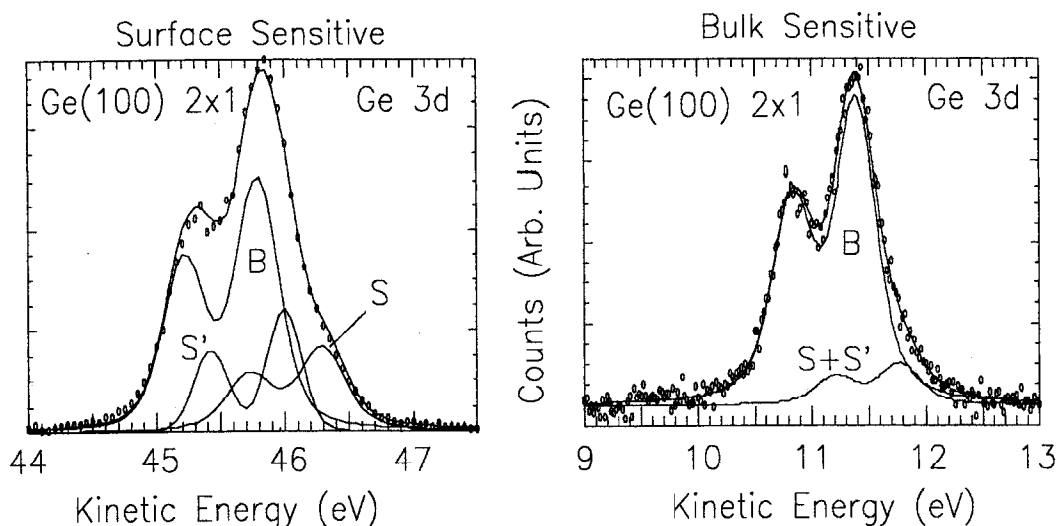 Surface Sensitive
Ge(100) 2x1 Ge 3d
B
S
S'
44 45 46 47
Kinetic Energy (eV)
Bulk Sensitive
Ge(100) 2x1 Ge 3d
Counts (Arb. Units)
B
S+S'
9 10 11 12 13
Kinetic Energy (eV)